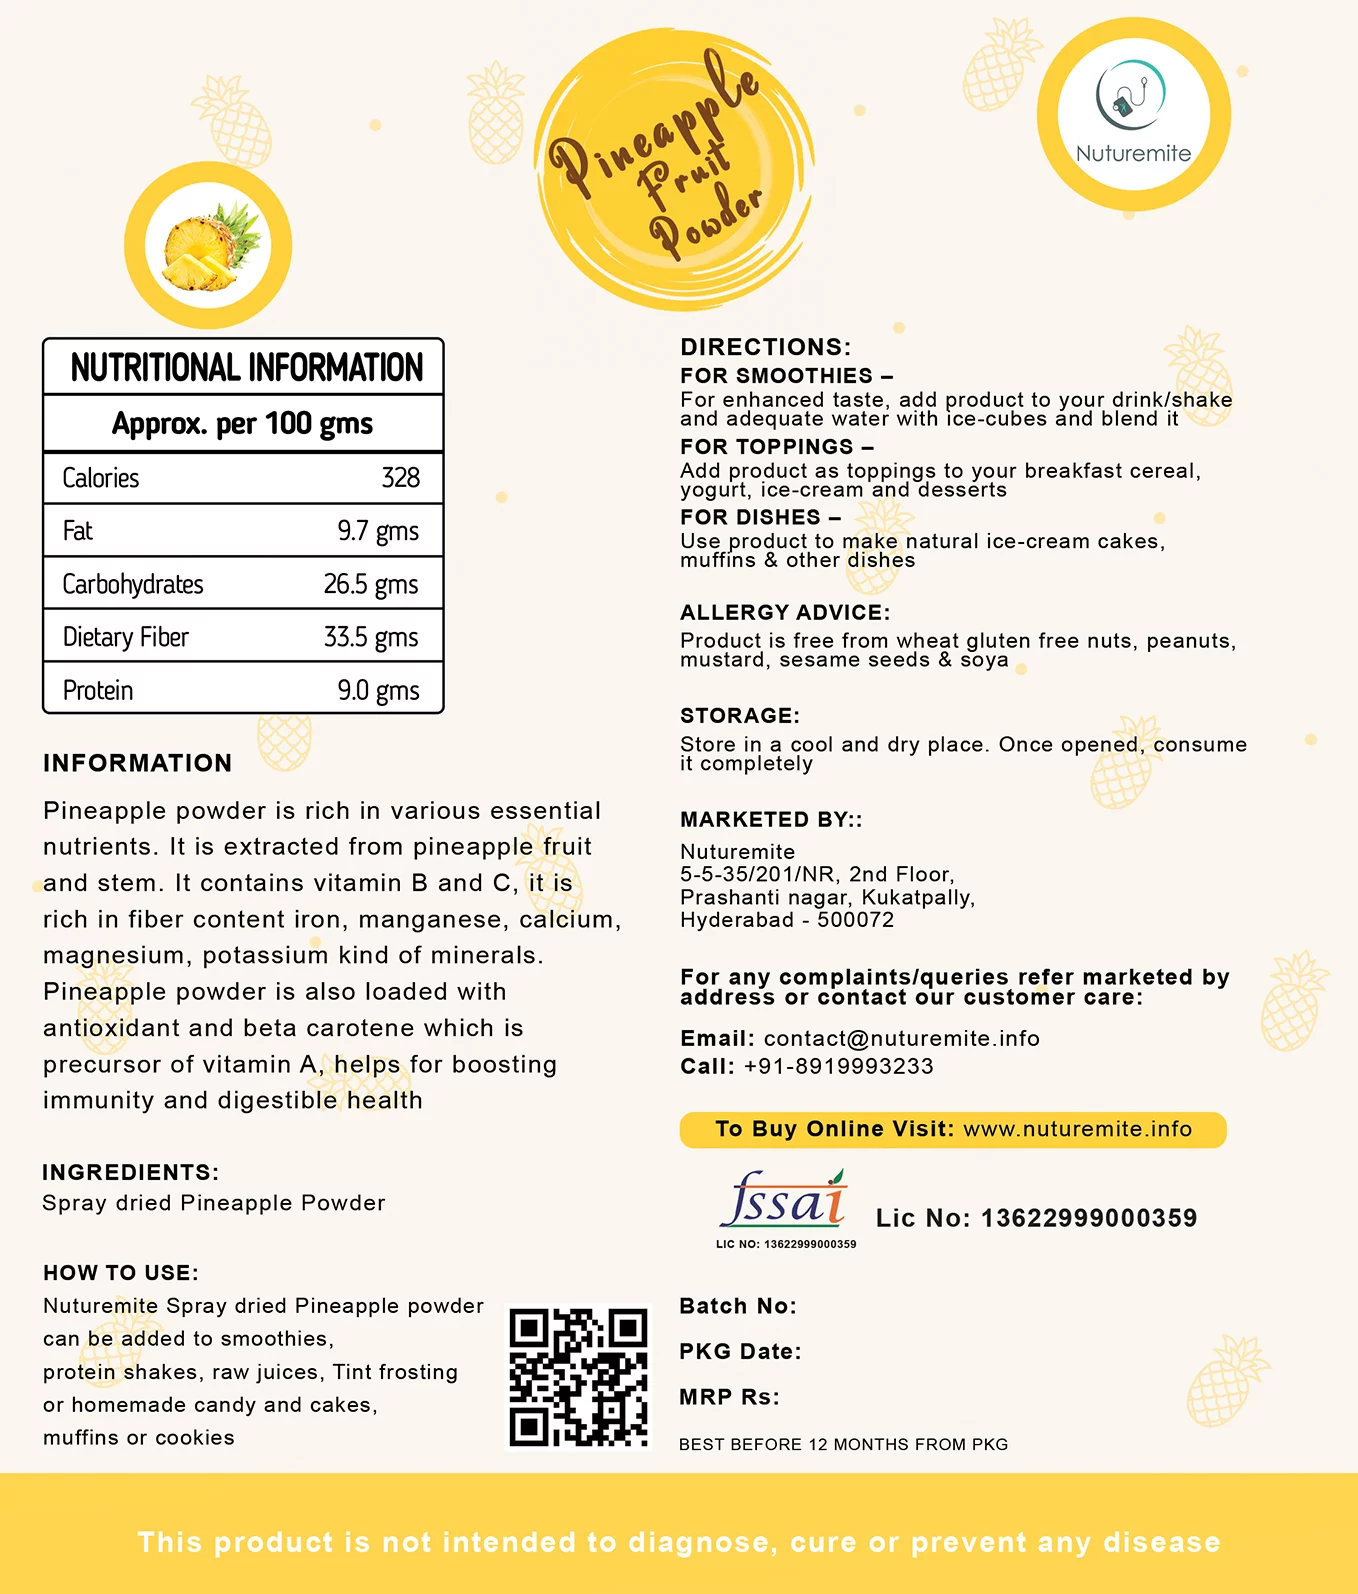 Pineapple
Fruit
Powder
Nuturemite
NUTRITIONAL INFORMATION
Approx. per 100 gms
Calories 328
Fat 9.7 gms
Carbohydrates 26.5 gms
Dietary Fiber 33.5 gms
Protein 9.0 gms
INFORMATION
Pineapple powder is rich in various essential
nutrients. It is extracted from pineapple fruit
and stem. It contains vitamin B and C, it is
rich in fiber content iron, manganese, calcium,
magnesium, potassium kind of minerals.
Pineapple powder is also loaded with
antioxidant and beta carotene which is
precursor of vitamin A, helps for boosting
immunity and digestible health
INGREDIENTS:
Spray dried Pineapple Powder
HOW TO USE:
Nuturemite Spray dried Pineapple powder
can be added to smoothies,
protein shakes, raw juices, Tint frosting
or homemade candy and cakes,
muffins or cookies
DIRECTIONS:
FOR SMOOTHIES –
For enhanced taste, add product to your drink/shake
and adequate water with ice-cubes and blend it
FOR TOPPINGS –
Add product as toppings to your breakfast cereal,
yogurt, ice-cream and desserts
FOR DISHES –
Use product to make natural ice-cream cakes,
muffins & other dishes
ALLERGY ADVICE:
Product is free from wheat gluten free nuts, peanuts,
mustard, sesame seeds & soya
STORAGE:
Store in a cool and dry place. Once opened, consume
it completely
MARKETED BY::
Nuturemite
5-5-35/201/NR, 2nd Floor,
Prashanti nagar, Kukatpally,
Hyderabad - 500072
For any complaints/queries refer marketed by
address or contact our customer care:
Email: contact@nuturemite.info
Call: +91-8919993233
To Buy Online Visit: www.nuturemite.info
fssai
LIC NO: 13622999000359
Lic No: 13622999000359
Batch No:
PKG Date:
MRP Rs:
BEST BEFORE 12 MONTHS FROM PKG
This product is not intended to diagnose, cure or prevent any disease